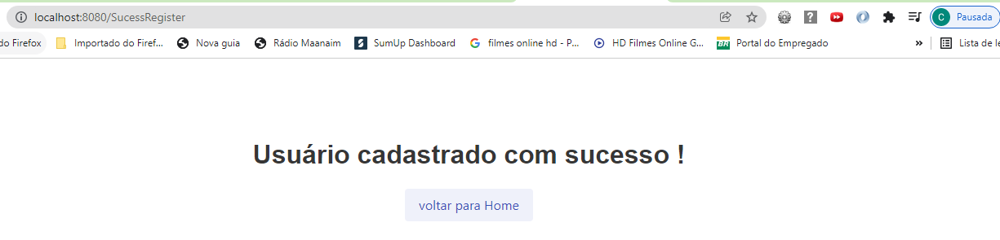 localhost:8080/SucessRegister
C Pausada
do Firefox Importado do Firef... Nova guia Rádio Maanaim SumUp Dashboard filmes online hd - P... HD Filmes Online G... BR Portal do Empregado » Lista de le
Usuário cadastrado com sucesso !
voltar para Home